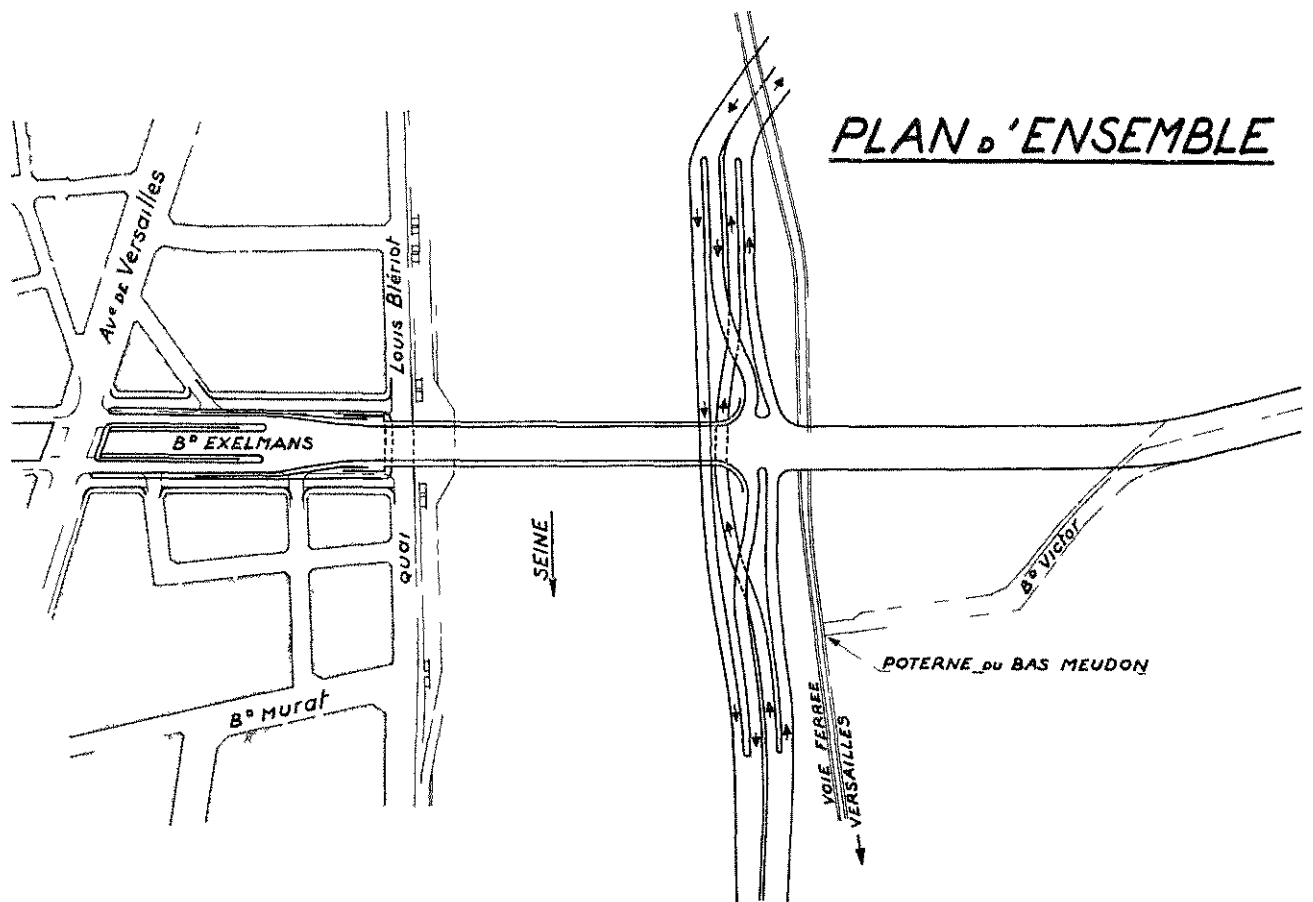 PLAN D'ENSEMBLE
Avᵉ DE Versailles
Louis Blériot
QUAI
Bᴰ EXELMANS
SEINE
Bᴰ Victor
POTERNE DU BAS MEUDON
Bᴰ Murat
VOIE FERREE
VERSAILLES